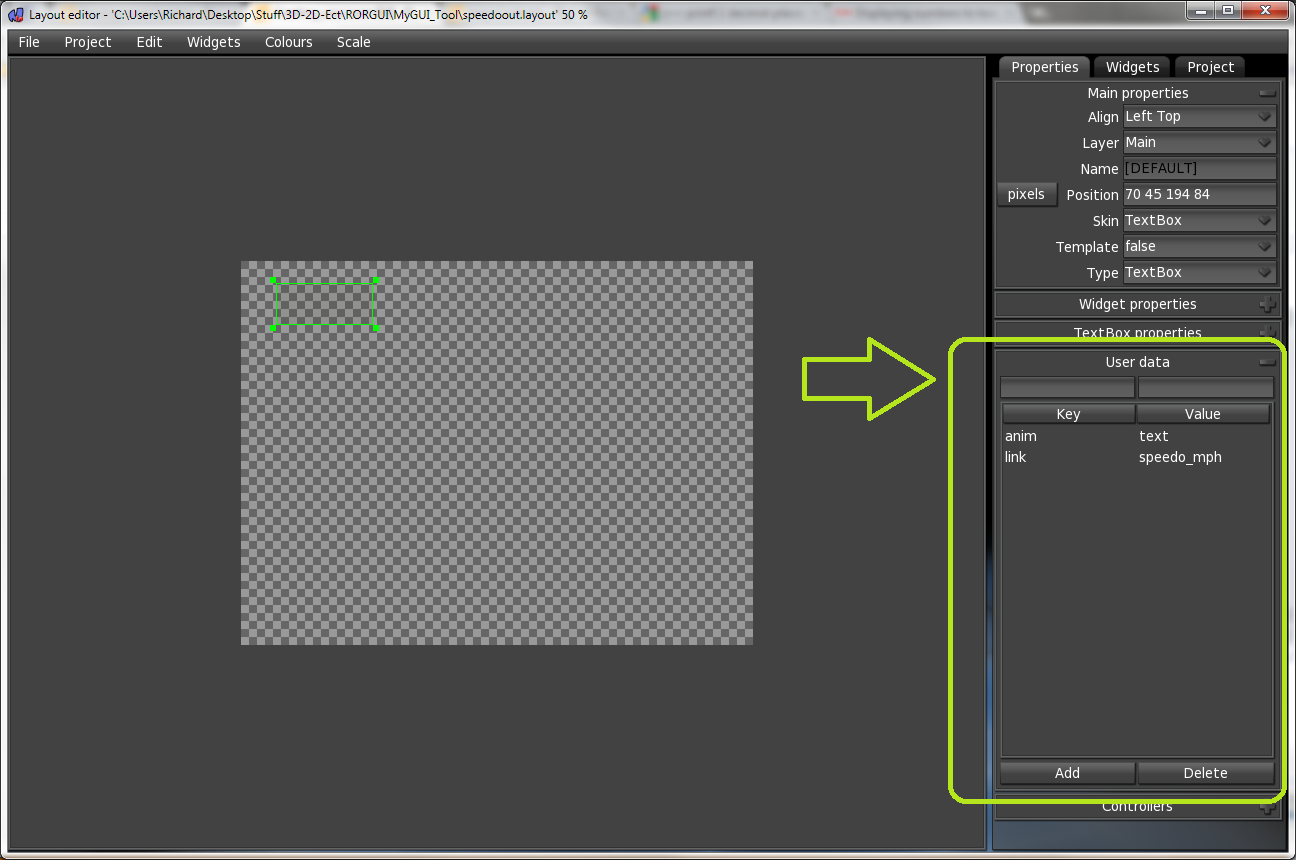 Layout editor - 'C:\Users\Richard\Desktop\Stuff\3D-2D-Ect\RORGUI\MyGUI_Tool\speedoout.layout' 50 %
File Project Edit Widgets Colours Scale
Properties Widgets Project
Main properties
Align Left Top
Layer Main
Name [DEFAULT]
pixels Position 70 45 194 84
Skin TextBox
Template false
Type TextBox
Widget properties
TextBox properties
User data
Key Value
anim text
link speedo_mph
Add Delete
Controllers